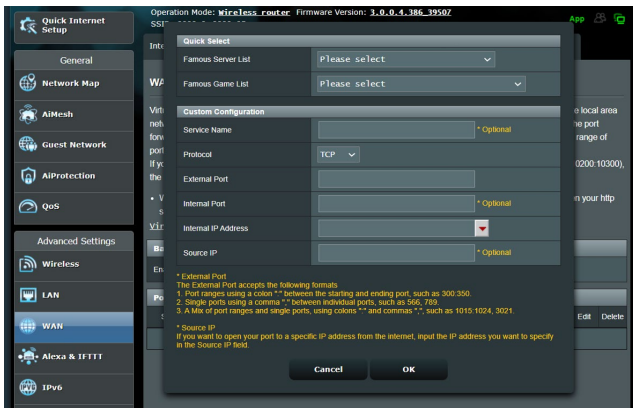 Operation Mode: Wireless router Firmware Version: 3.0.0.4.386_39507
App
Quick Internet
Setup
General
Network Map
AiMesh
Guest Network
AiProtection
QoS
Advanced Settings
Wireless
LAN
WAN
Alexa & IFTTT
IPv6
Quick Select
Famous Server List
Please select
Famous Game List
Please select
Custom Configuration
Service Name
* Optional
Protocol
TCP
External Port
Internal Port
* Optional
Internal IP Address
Source IP
* Optional
* External Port
The External Port accepts the following formats
1. Port ranges using a colon ":" between the starting and ending port, such as 300:350.
2. Single ports using a comma "," between individual ports, such as 566, 789.
3. A Mix of port ranges and single ports, using colons ":" and commas ",", such as 1015:1024, 3021.
* Source IP
If you want to open your port to a specific IP address from the internet, input the IP address you want to specify
in the Source IP field.
Cancel
OK
e local area
he port
range of
0200:10300),
n your http
Edit Delete